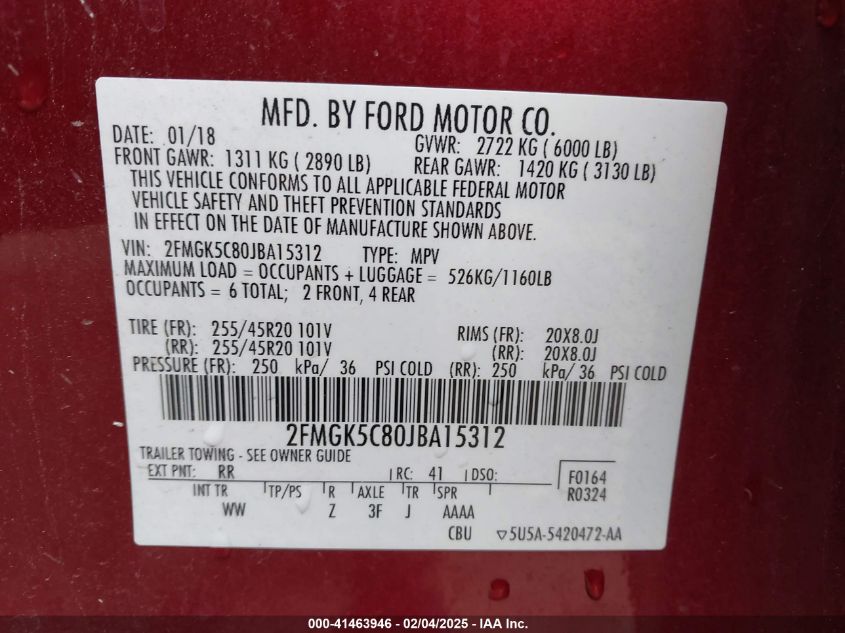 MFD. BY FORD MOTOR CO.
DATE: 01/18 GVWR: 2722 KG ( 6000 LB)
FRONT GAWR: 1311 KG ( 2890 LB) REAR GAWR: 1420 KG ( 3130 LB)
THIS VEHICLE CONFORMS TO ALL APPLICABLE FEDERAL MOTOR
VEHICLE SAFETY AND THEFT PREVENTION STANDARDS
IN EFFECT ON THE DATE OF MANUFACTURE SHOWN ABOVE.
VIN: 2FMGK5C80JBA15312 TYPE: MPV
MAXIMUM LOAD = OCCUPANTS + LUGGAGE = 526KG/1160LB
OCCUPANTS = 6 TOTAL; 2 FRONT, 4 REAR
TIRE (FR): 255/45R20 101V RIMS (FR): 20X8.0J
(RR): 255/45R20 101V (RR): 20X8.0J
PRESSURE (FR): 250 kPa/ 36 PSI COLD (RR): 250 kPa/ 36 PSI COLD
2FMGK5C80JBA15312
TRAILER TOWING - SEE OWNER GUIDE
EXT PNT: RR RC: 41 DSO: F0164
INT TR TP/PS R AXLE TR SPR R0324
WW Z 3F J AAAA
CBU ▽5U5A-5420472-AA
000-41463946 - 02/04/2025 - IAA Inc.